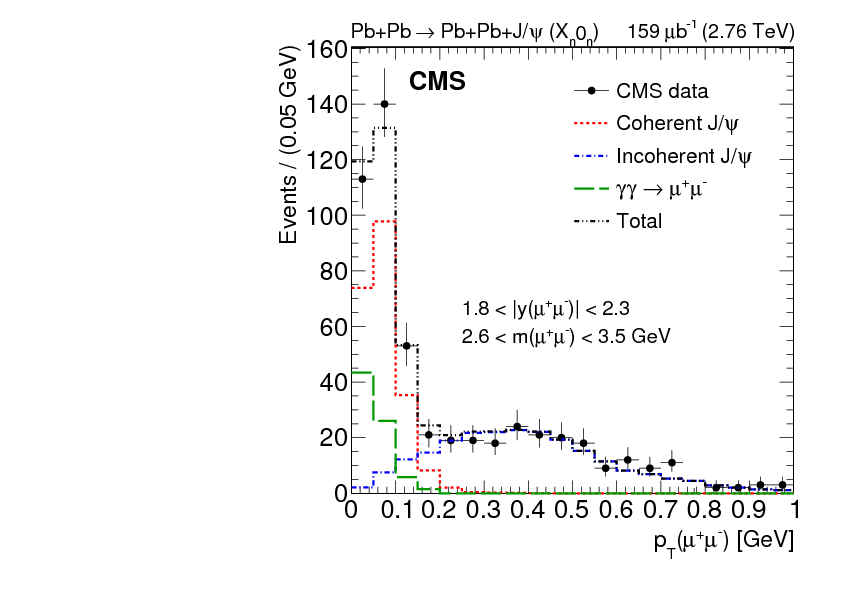 Pb+Pb → Pb+Pb+J/ψ (Xn0n) 159 μb⁻¹ (2.76 TeV)
CMS
CMS data
Coherent J/ψ
Incoherent J/ψ
γγ → μ⁺μ⁻
Total
1.8 < |y(μ⁺μ⁻)| < 2.3
2.6 < m(μ⁺μ⁻) < 3.5 GeV
Events / (0.05 GeV)
160
140
120
100
80
60
40
20
0
0 0.1 0.2 0.3 0.4 0.5 0.6 0.7 0.8 0.9 1
pT(μ⁺μ⁻) [GeV]